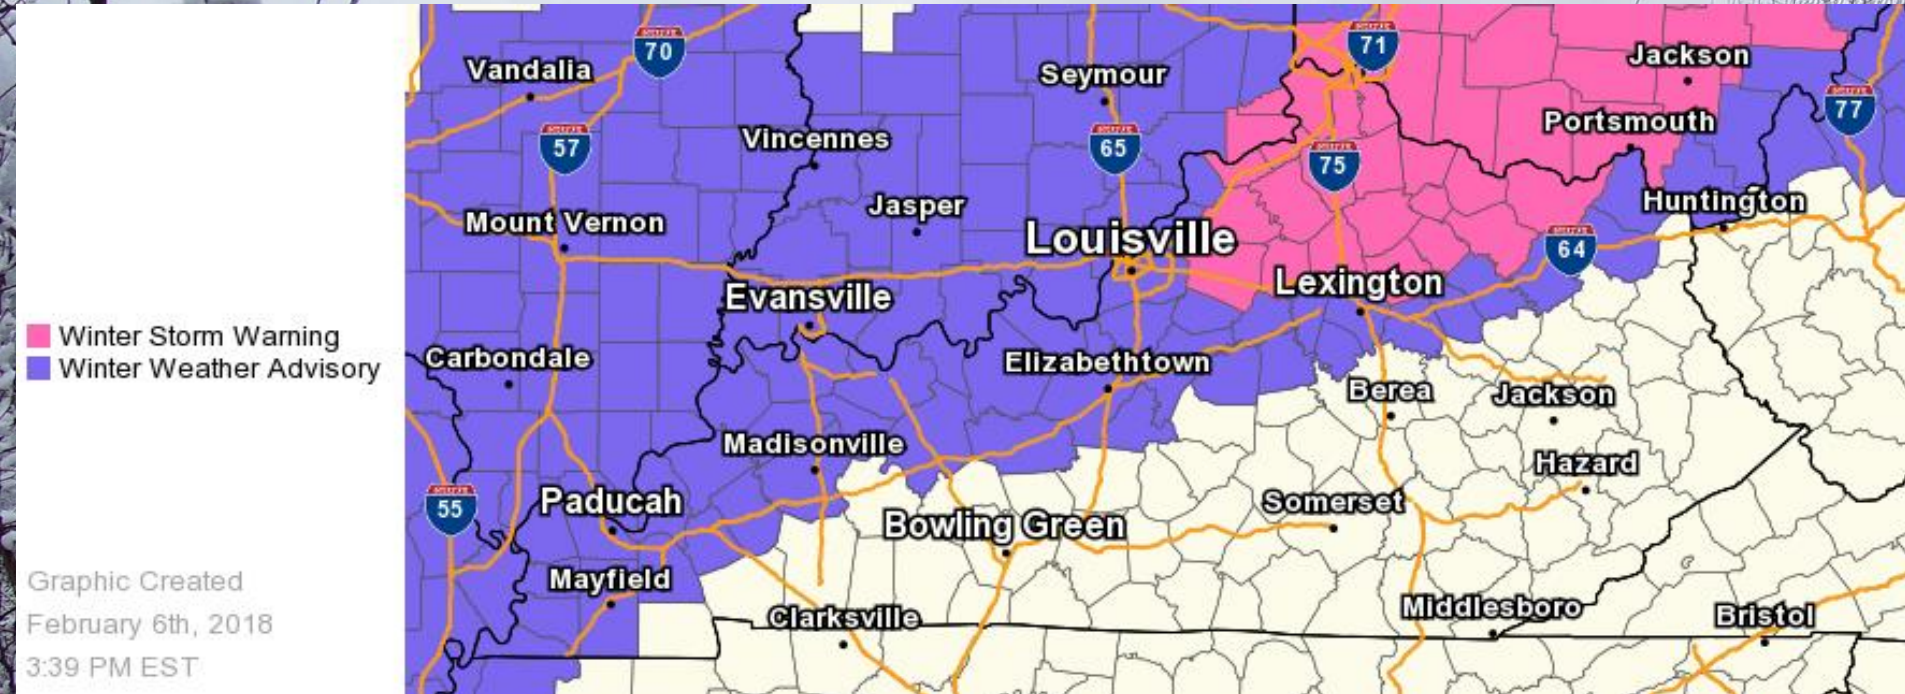 71
70
Jackson
Vandalia
Seymour
77
Portsmouth
57
Vincennes
65
75
Huntington
Jasper
Mount Vernon
Louisville
64
Lexington
Evansville
Winter Storm Warning
Winter Weather Advisory
Carbondale
Elizabethtown
Berea
Jackson
Madisonville
Hazard
55
Paducah
Bowling Green
Somerset
Mayfield
Graphic Created
February 6th, 2018
3:39 PM EST
Clarksville
Middlesboro
Bristol